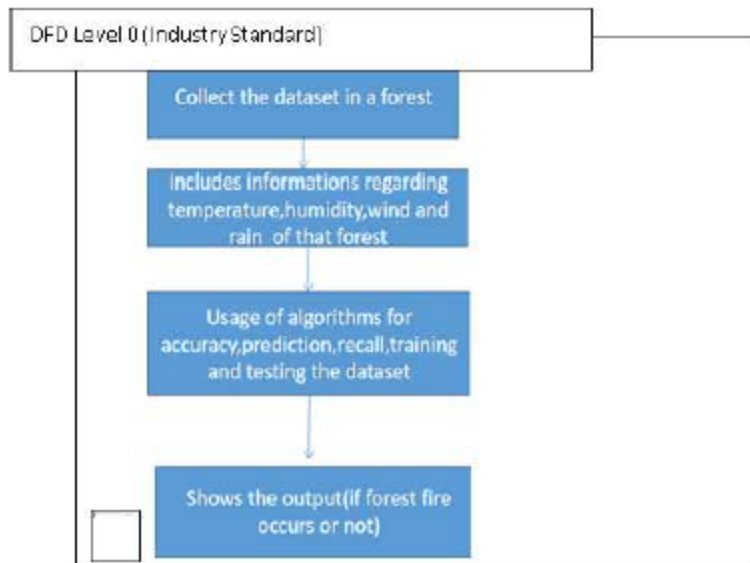 DFD Level 0(Industry Standard)
Collect the dataset in a forest
includes informations regarding
temperature,humidity,wind and
rain of that forest
Usage of algorithms for
accuracy,prediction,recall,training
and testing the dataset
Shows the output(if forest fire
occurs or not)